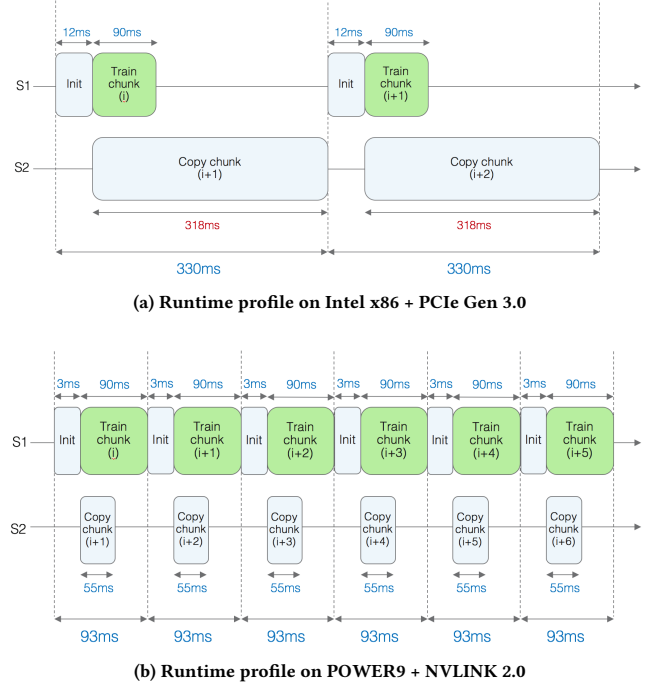 12ms 90ms 12ms 90ms
S1 Init Train chunk (i) Init Train chunk (i+1)
S2 Copy chunk (i+1) Copy chunk (i+2)
318ms 318ms
330ms 330ms
(a) Runtime profile on Intel x86 + PCIe Gen 3.0
3ms 90ms 3ms 90ms 3ms 90ms 3ms 90ms 3ms 90ms 3ms 90ms
S1 Init Train chunk (i) Init Train chunk (i+1) Init Train chunk (i+2) Init Train chunk (i+3) Init Train chunk (i+4) Init Train chunk (i+5)
S2 Copy chunk (i+1) Copy chunk (i+2) Copy chunk (i+3) Copy chunk (i+4) Copy chunk (i+5) Copy chunk (i+6)
55ms 55ms 55ms 55ms 55ms 55ms
93ms 93ms 93ms 93ms 93ms 93ms
(b) Runtime profile on POWER9 + NVLINK 2.0